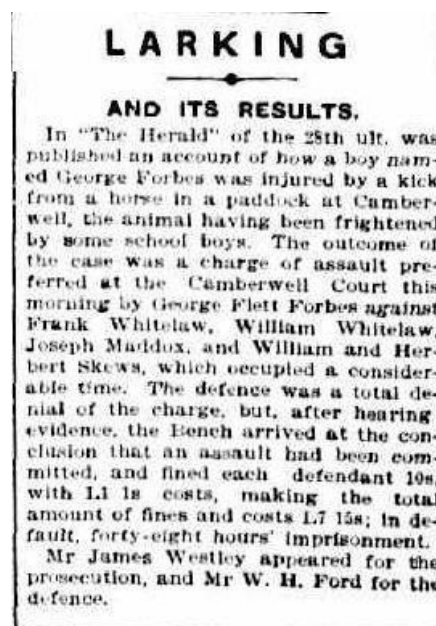 LARKING
AND ITS RESULTS.
In "The Herald" of the 28th ult. was
published an account of how a boy nam-
ed George Forbes was injured by a kick
from a horse in a paddock at Camber-
well, the animal having been frightened
by some school boys. The outcome of
the case was a charge of assault pre-
ferred at the Camberwell Court this
morning by George Flett Forbes against
Frank Whitelaw, William Whitelaw,
Joseph Maddox, and William and Her-
bert Skews, which occupied a consider-
able time. The defence was a total de-
nial of the charge, but, after hearing
evidence, the Bench arrived at the con-
clusion that an assault had been com-
mitted, and fined each defendant 10s,
with L1 1s costs, making the total
amount of fines and costs L7 15s; in de-
fault, forty-eight hours' imprisonment.
Mr James Westley appeared for the
prosecution, and Mr W. H. Ford for the
defence.